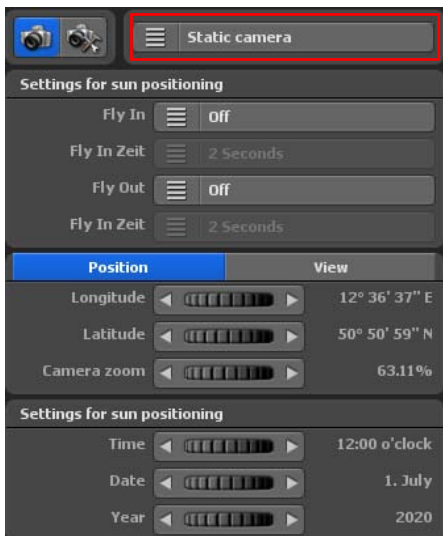 Static camera
Settings for sun positioning
Fly In Off
Fly In Zeit 2 Seconds
Fly Out Off
Fly In Zeit 2 Seconds
Position View
Longitude 12° 36' 37" E
Latitude 50° 50' 59" N
Camera zoom 63.11%
Settings for sun positioning
Time 12:00 o'clock
Date 1. July
Year 2020